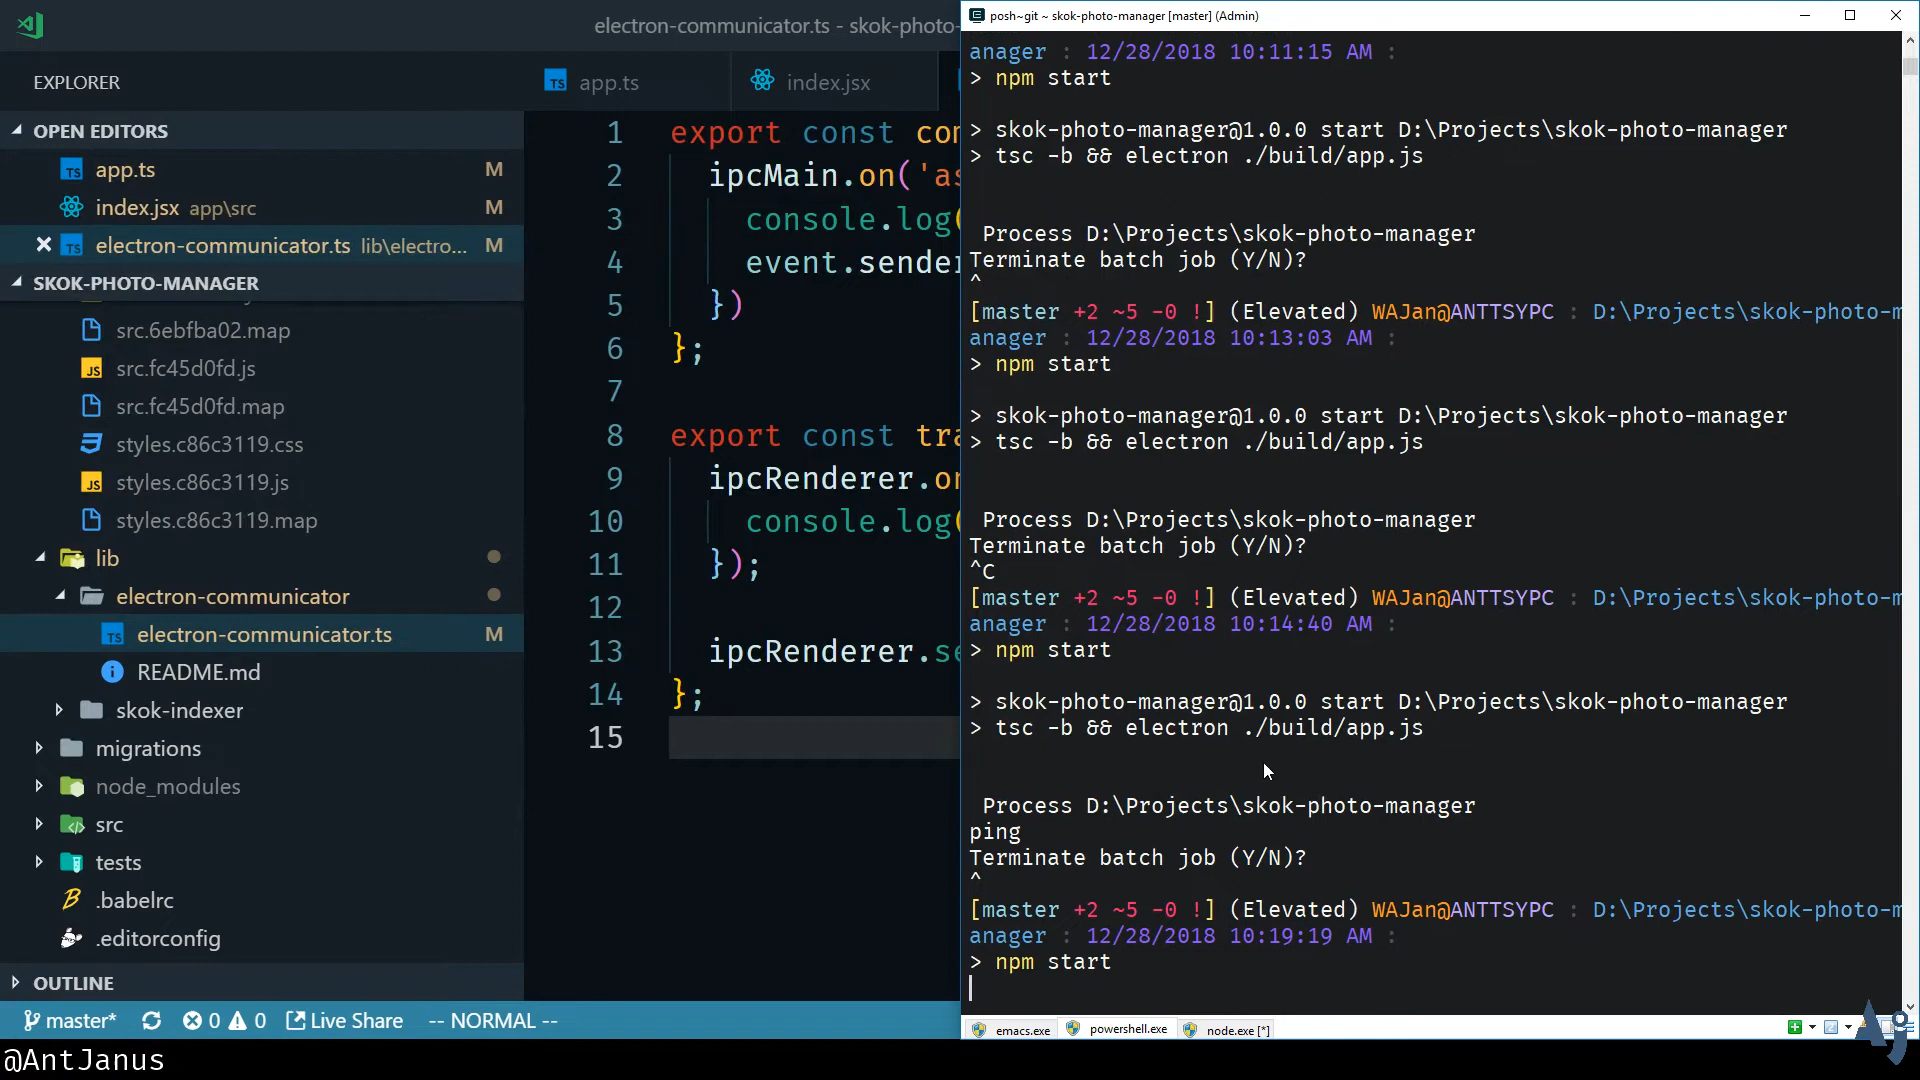 electron-communicator.ts - skok-photo-
EXPLORER
OPEN EDITORS
TS app.ts M
index.jsx app\src M
TS electron-communicator.ts lib\electro... M
SKOK-PHOTO-MANAGER
src.6ebfba02.map
JS src.fc45d0fd.js
src.fc45d0fd.map
styles.c86c3119.css
JS styles.c86c3119.js
styles.c86c3119.map
lib
electron-communicator
TS electron-communicator.ts M
README.md
skok-indexer
migrations
node_modules
src
tests
.babelrc
.editorconfig
OUTLINE
master* 0 0 Live Share -- NORMAL --
TS app.ts index.jsx
1 export const com
2 ipcMain.on('as
3 console.log(
4 event.sender
5 })
6 };
7
8 export const tra
9 ipcRenderer.on
10 console.log(
11 });
12
13 ipcRenderer.se
14 };
15
posh~git ~ skok-photo-manager [master] (Admin)
anager : 12/28/2018 10:11:15 AM :
> npm start
> skok-photo-manager@1.0.0 start D:\Projects\skok-photo-manager
> tsc -b && electron ./build/app.js
Process D:\Projects\skok-photo-manager
Terminate batch job (Y/N)?
^
[master +2 ~5 -0 !] (Elevated) WAJan@ANTTSYPC : D:\Projects\skok-photo-m
anager : 12/28/2018 10:13:03 AM :
> npm start
> skok-photo-manager@1.0.0 start D:\Projects\skok-photo-manager
> tsc -b && electron ./build/app.js
Process D:\Projects\skok-photo-manager
Terminate batch job (Y/N)?
^C
[master +2 ~5 -0 !] (Elevated) WAJan@ANTTSYPC : D:\Projects\skok-photo-m
anager : 12/28/2018 10:14:40 AM :
> npm start
> skok-photo-manager@1.0.0 start D:\Projects\skok-photo-manager
> tsc -b && electron ./build/app.js
Process D:\Projects\skok-photo-manager
ping
Terminate batch job (Y/N)?
^
[master +2 ~5 -0 !] (Elevated) WAJan@ANTTSYPC : D:\Projects\skok-photo-m
anager : 12/28/2018 10:19:19 AM :
> npm start
emacs.exe powershell.exe node.exe [*]
@AntJanus